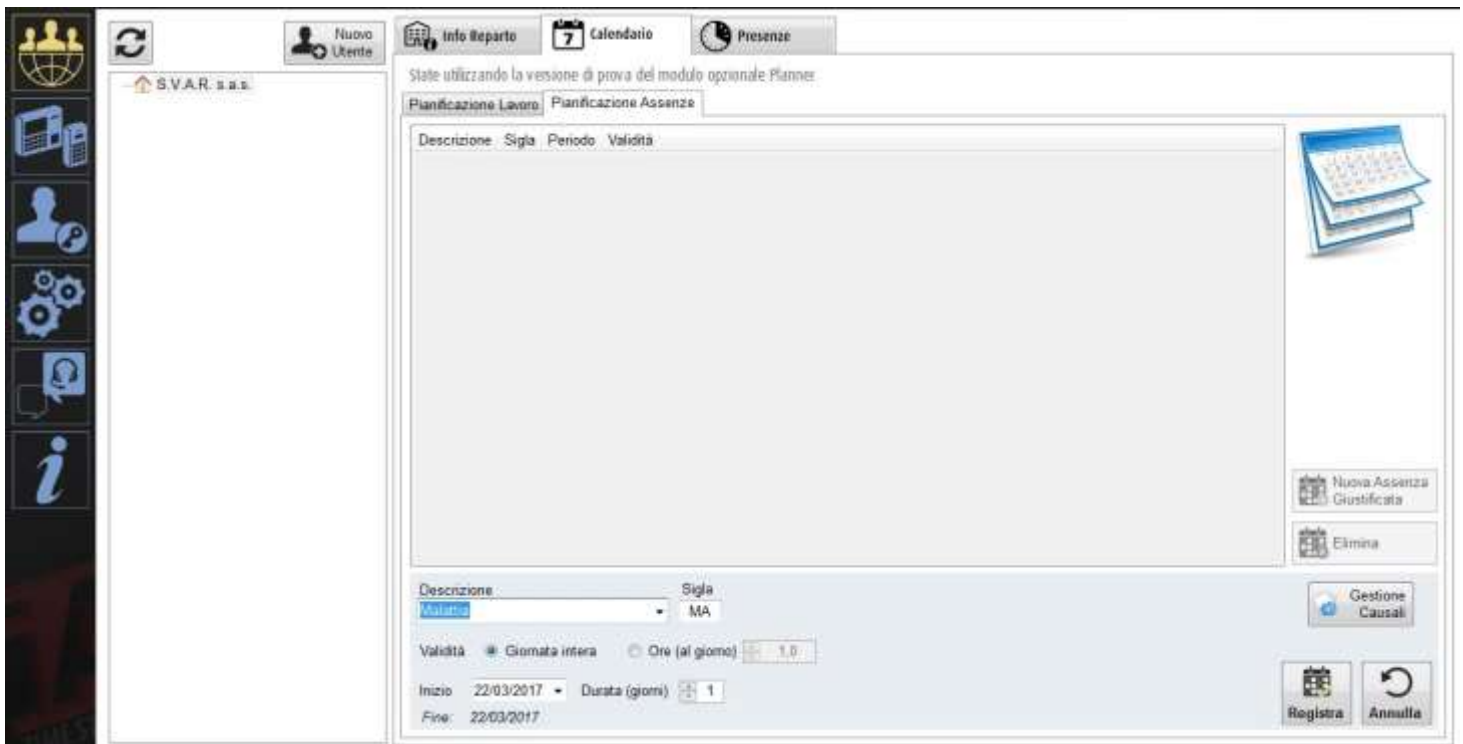 Nuovo
Utente
S.V.A.R. s.a.s.
Info Reparto
7
Calendario
Presenze
State utilizzando la versione di prova del modulo opzionale Planner
Pianificazione Lavoro
Pianificazione Assenze
Descrizione Sigla Periodo Validità
Nuova Assenza
Giustificata
Elimina
Descrizione Sigla
Malattia MA
Gestione
Causali
Validità Giornata intera Ore (al giorno) 1,0
Inizio 22/03/2017 Durata (giorni) 1
Fine: 22/03/2017
Registra
Annulla